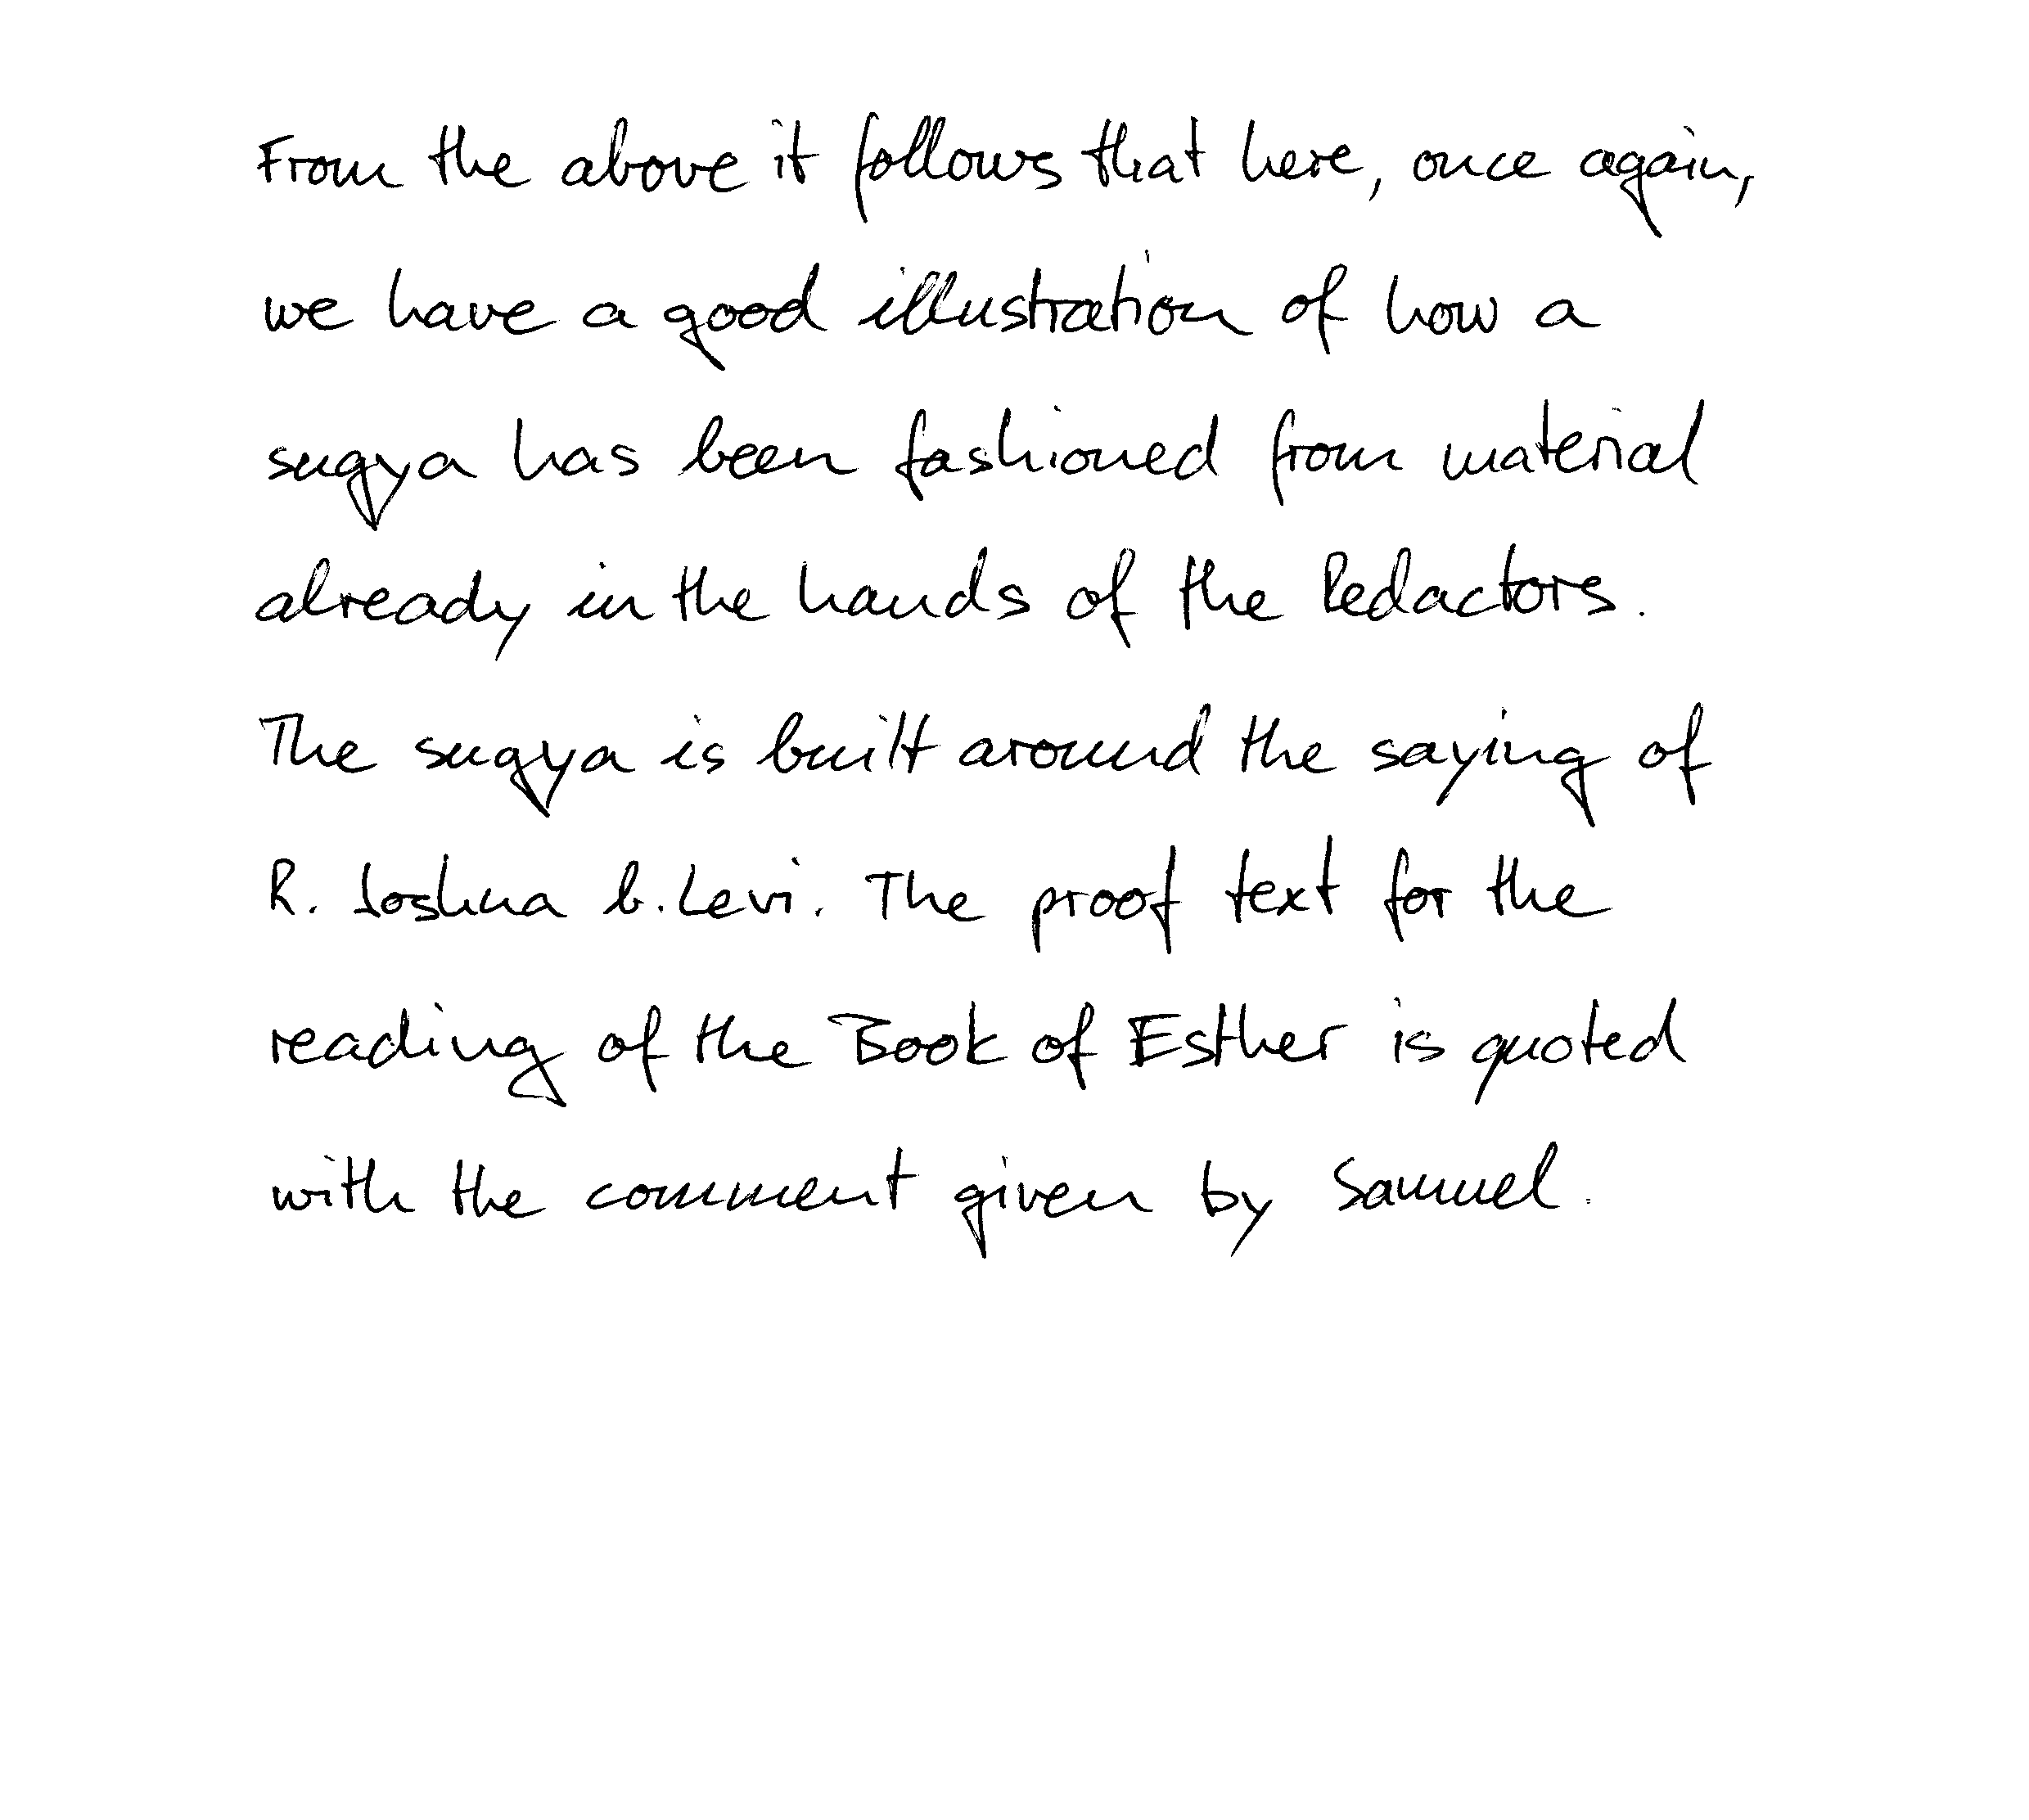 From the above it follows that here, once again,
we have a good illustration of how a
sugya has been fashioned from material
already in the hands of the Redactors.
The sugya is built around the saying of
R. Joshua b. Levi. The proof text for the
reading of the Book of Esther is quoted
with the comment given by Samuel.